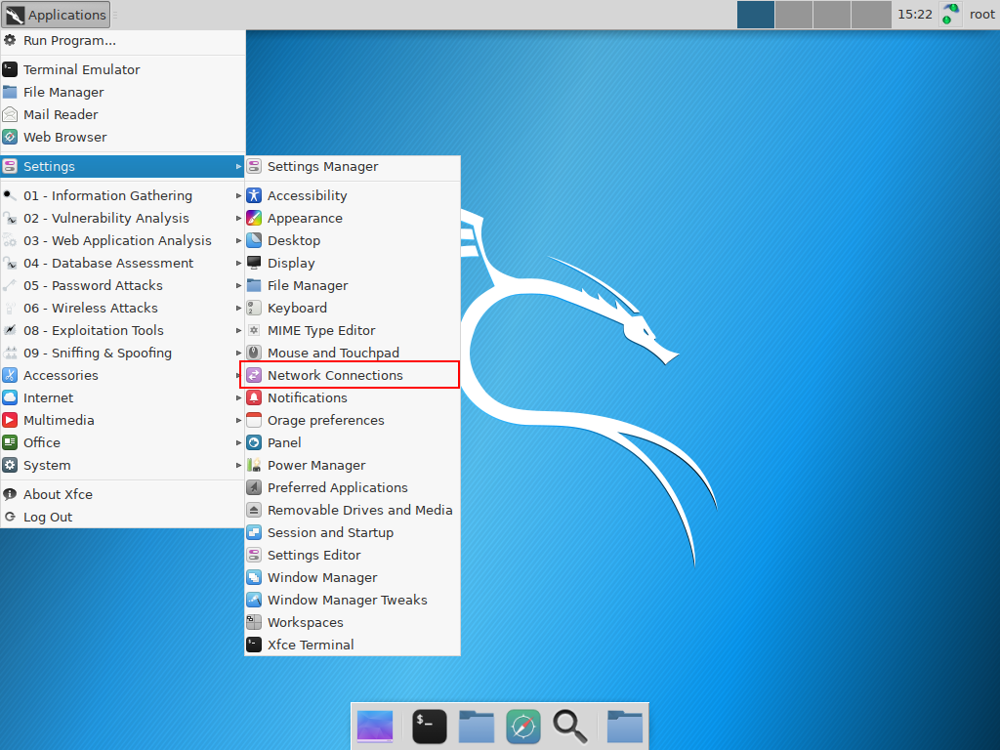 Applications
15:22
root
Run Program...
Terminal Emulator
File Manager
Mail Reader
Web Browser
Settings
01 - Information Gathering
02 - Vulnerability Analysis
03 - Web Application Analysis
04 - Database Assessment
05 - Password Attacks
06 - Wireless Attacks
08 - Exploitation Tools
09 - Sniffing & Spoofing
Accessories
Internet
Multimedia
Office
System
About Xfce
Log Out
Settings Manager
Accessibility
Appearance
Desktop
Display
File Manager
Keyboard
MIME Type Editor
Mouse and Touchpad
Network Connections
Notifications
Orage preferences
Panel
Power Manager
Preferred Applications
Removable Drives and Media
Session and Startup
Settings Editor
Window Manager
Window Manager Tweaks
Workspaces
Xfce Terminal
$_